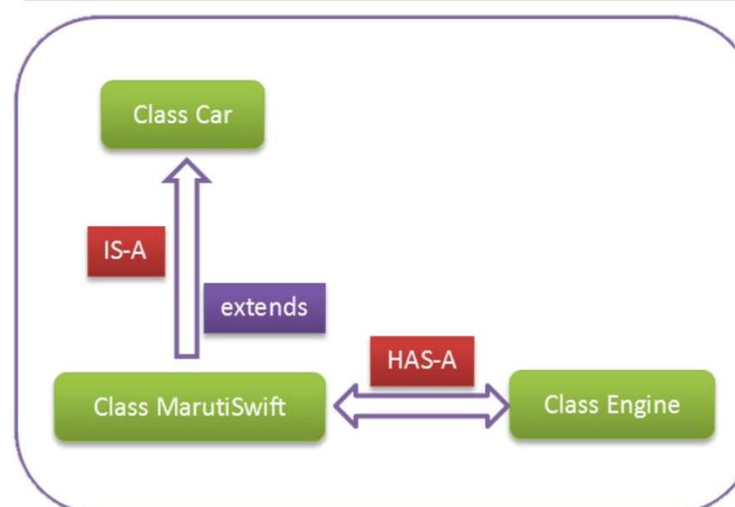 Class Car
IS-A
extends
HAS-A
Class MarutiSwift
Class Engine